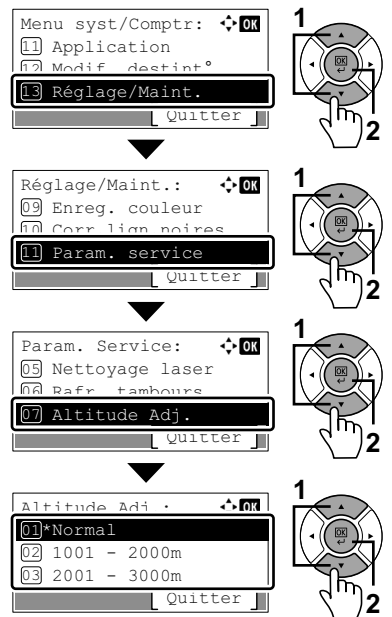 Menu syst/Comptr: OK
11 Application
12 Modif. destint°
13 Réglage/Maint.
[ Quitter ]
1
OK
2
Réglage/Maint.: OK
09 Enreg. couleur
10 Corr lign noires
11 Param. service
[ Quitter ]
1
OK
2
Param. Service: OK
05 Nettoyage laser
06 Rafr. tambours
07 Altitude Adj.
[ Quitter ]
1
OK
2
Altitude Adj.: OK
01 *Normal
02 1001 - 2000m
03 2001 - 3000m
[ Quitter ]
1
OK
2